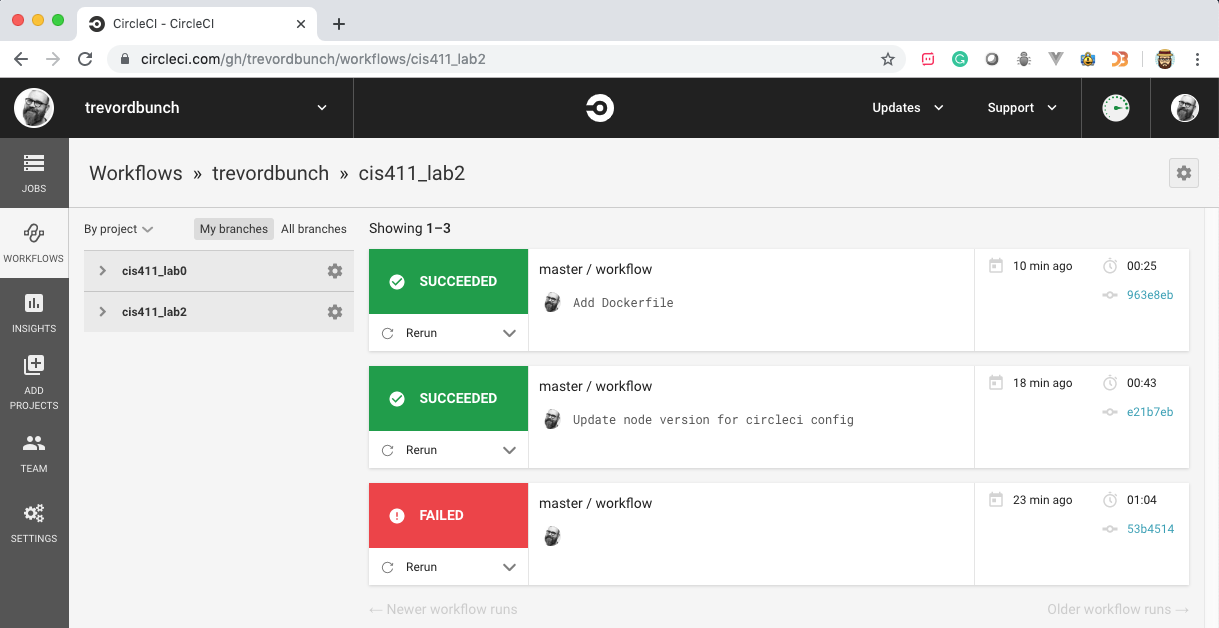 CircleCI - CircleCI
circleci.com/gh/trevordbunch/workflows/cis411_lab2
trevordbunch
Updates
Support
JOBS
WORKFLOWS
INSIGHTS
ADD
PROJECTS
TEAM
SETTINGS
Workflows » trevordbunch » cis411_lab2
By project
My branches
All branches
cis411_lab0
cis411_lab2
Showing 1–3
SUCCEEDED
Rerun
master / workflow
Add Dockerfile
10 min ago
00:25
963e8eb
SUCCEEDED
Rerun
master / workflow
Update node version for circleci config
18 min ago
00:43
e21b7eb
FAILED
Rerun
master / workflow
23 min ago
01:04
53b4514
← Newer workflow runs
Older workflow runs →